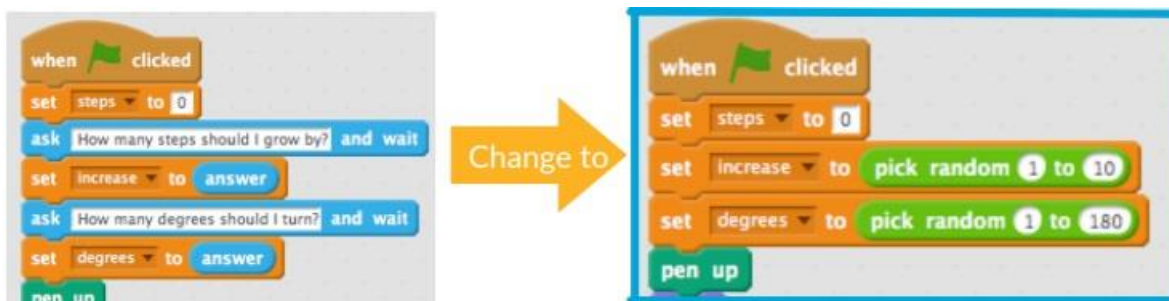 when clicked
set steps to 0
ask How many steps should I grow by? and wait
set increase to answer
ask How many degrees should I turn? and wait
set degrees to answer
pen up
Change to
when clicked
set steps to 0
set increase to pick random 1 to 10
set degrees to pick random 1 to 180
pen up